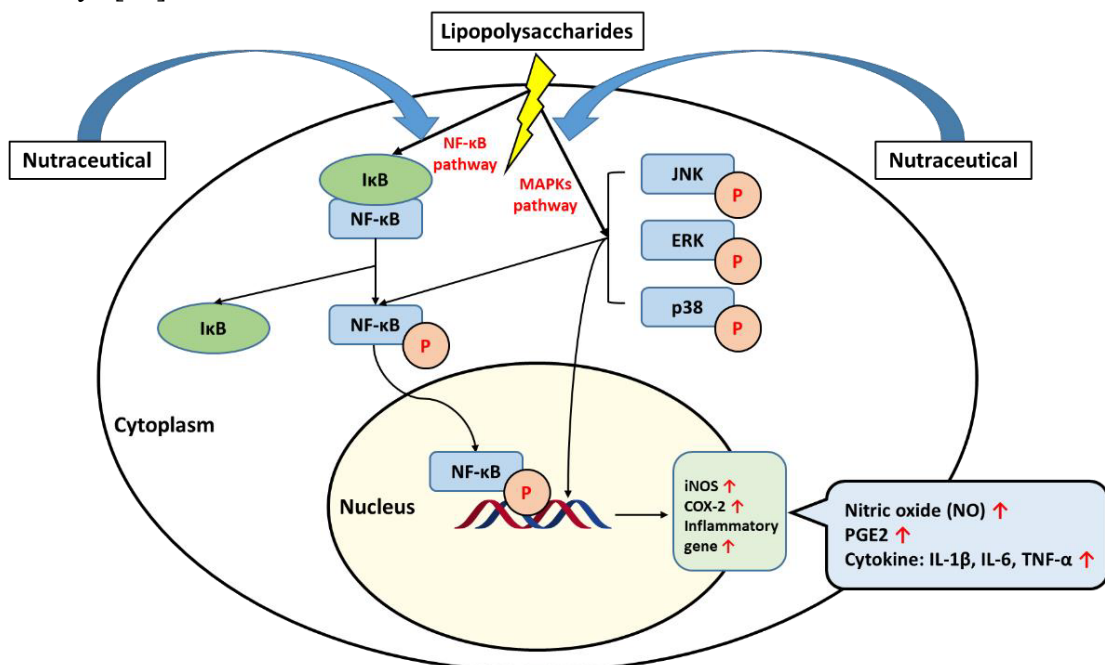 Lipopolysaccharides
Nutraceutical
Nutraceutical
NF-κB
pathway
MAPKs
pathway
IκB
NF-κB
JNK
P
ERK
P
p38
P
IκB
NF-κB
P
Cytoplasm
Nucleus
NF-κB
P
iNOS ↑
COX-2 ↑
Inflammatory
gene ↑
Nitric oxide (NO) ↑
PGE2 ↑
Cytokine: IL-1β, IL-6, TNF-α ↑